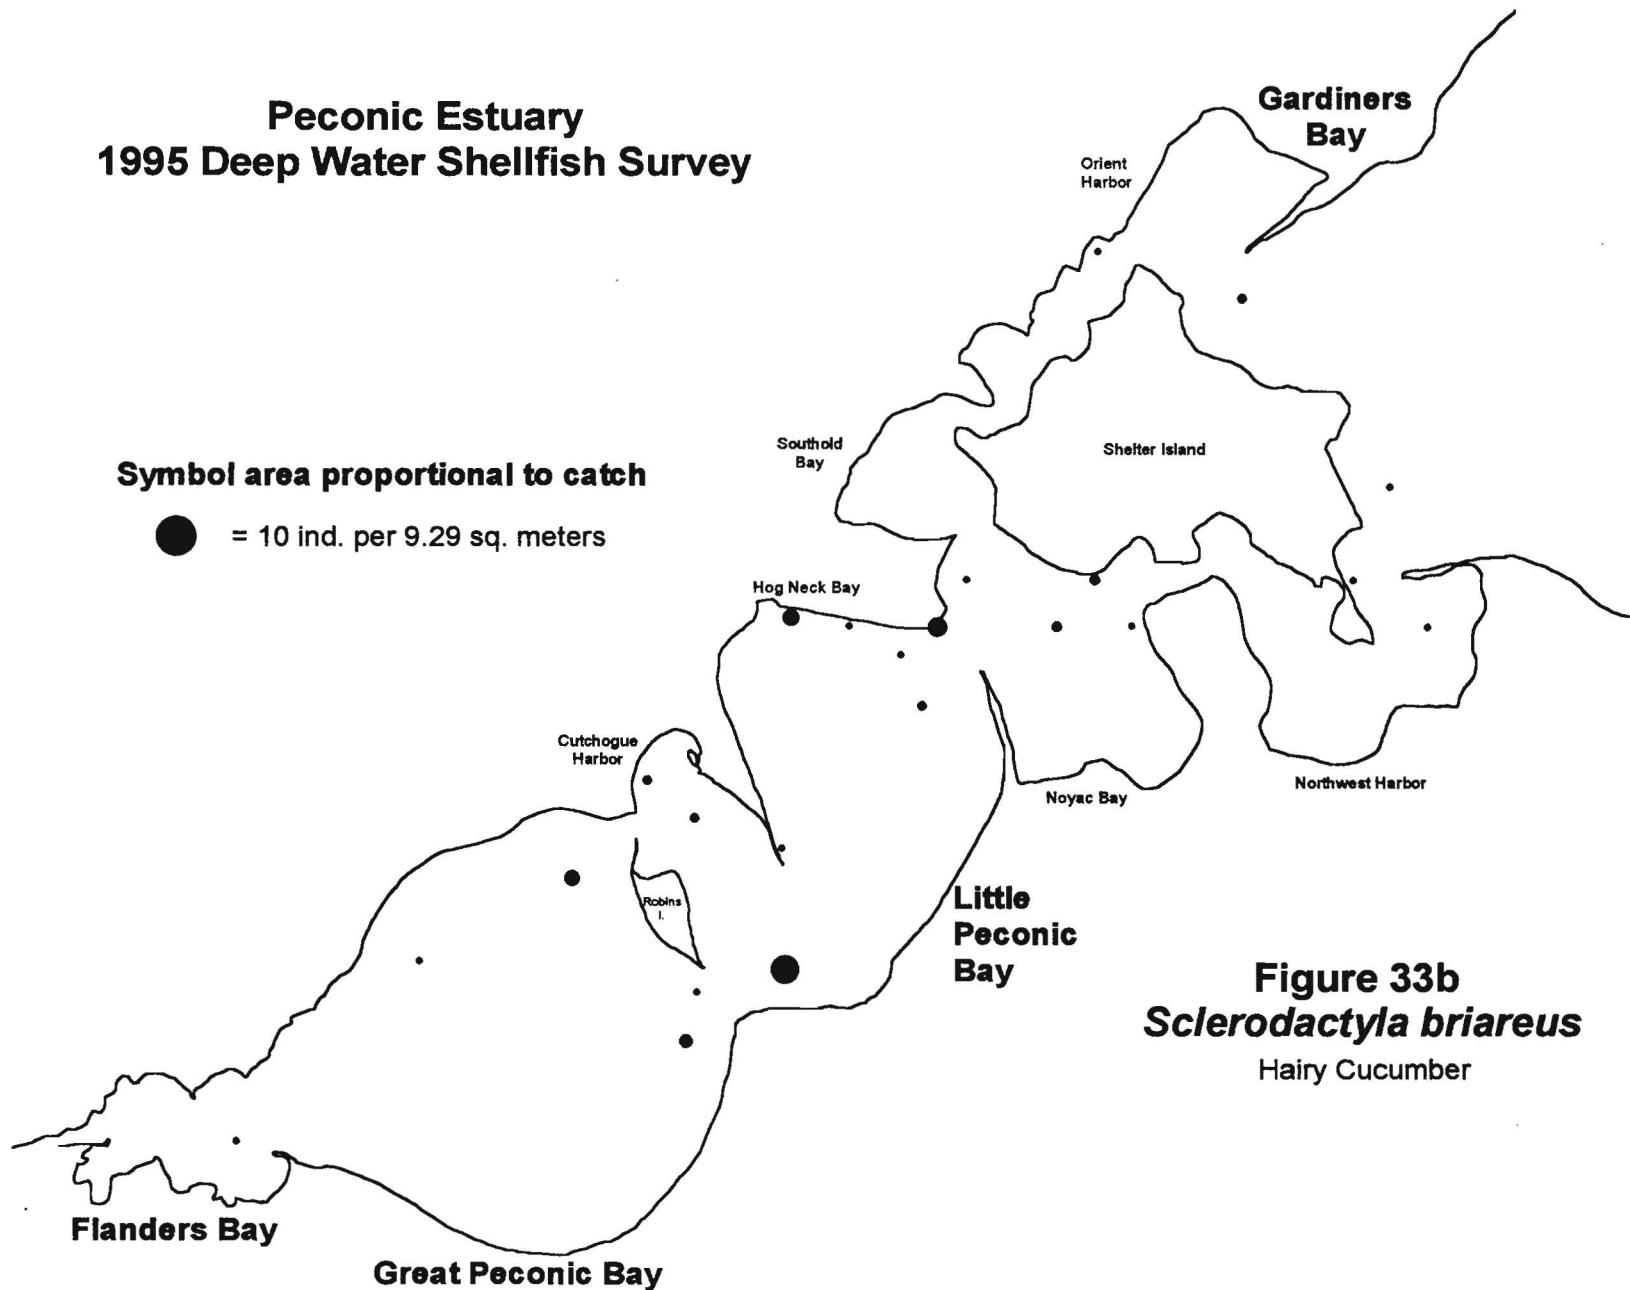 Peconic Estuary
1995 Deep Water Shellfish Survey
Gardiners
Bay
Orient
Harbor
Southold
Bay
Shelter Island
Symbol area proportional to catch
= 10 ind. per 9.29 sq. meters
Hog Neck Bay
Cutchogue
Harbor
Noyac Bay
Northwest Harbor
Robins
I.
Little
Peconic
Bay
Figure 33b
Sclerodactyla briareus
Hairy Cucumber
Flanders Bay
Great Peconic Bay